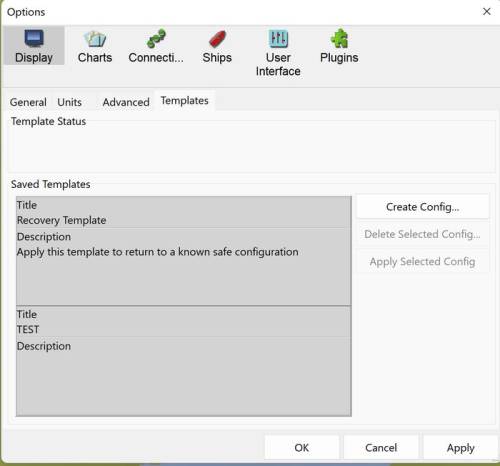 Options
Display
Charts
Connecti...
Ships
User
Interface
Plugins
General
Units
Advanced
Templates
Template Status
Saved Templates
Title
Recovery Template
Description
Apply this template to return to a known safe configuration
Title
TEST
Description
Create Config...
Delete Selected Config...
Apply Selected Config
OK
Cancel
Apply